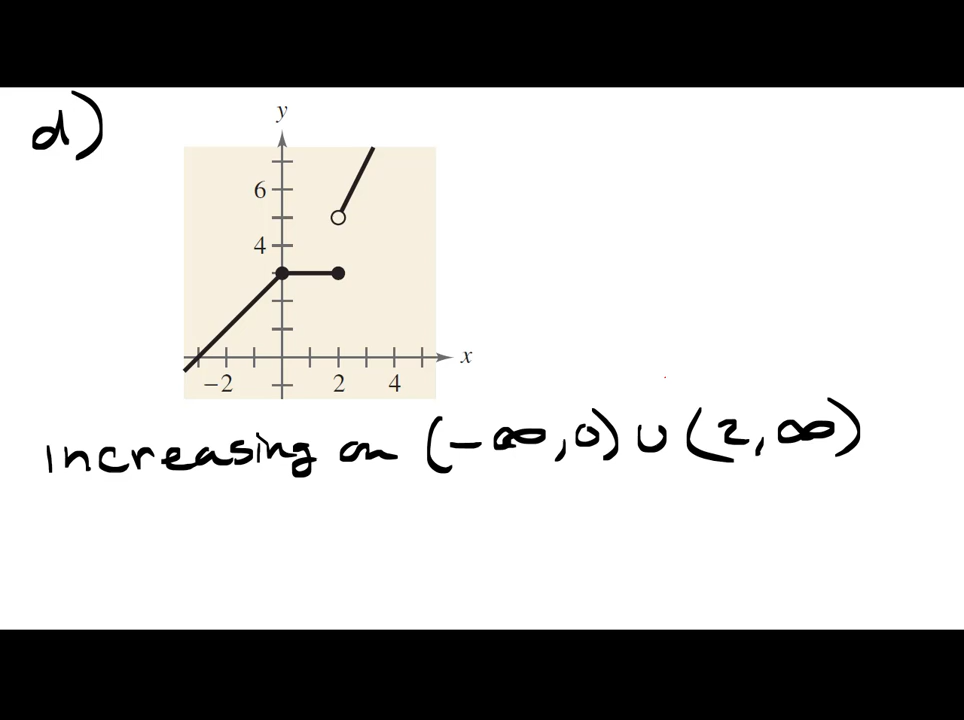 d)
y
6
4
x
-2 2 4
increasing on (-∞,0) ∪ (2,∞)